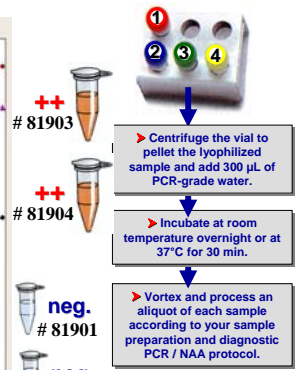 1
2 3 4
++
# 81903
++
# 81904
neg.
# 81901
Centrifuge the vial to
pellet the lyophilized
sample and add 300 µL of
PCR-grade water.
Incubate at room
temperature overnight or at
37°C for 30 min.
Vortex and process an
aliquot of each sample
according to your sample
preparation and diagnostic
PCR / NAA protocol.